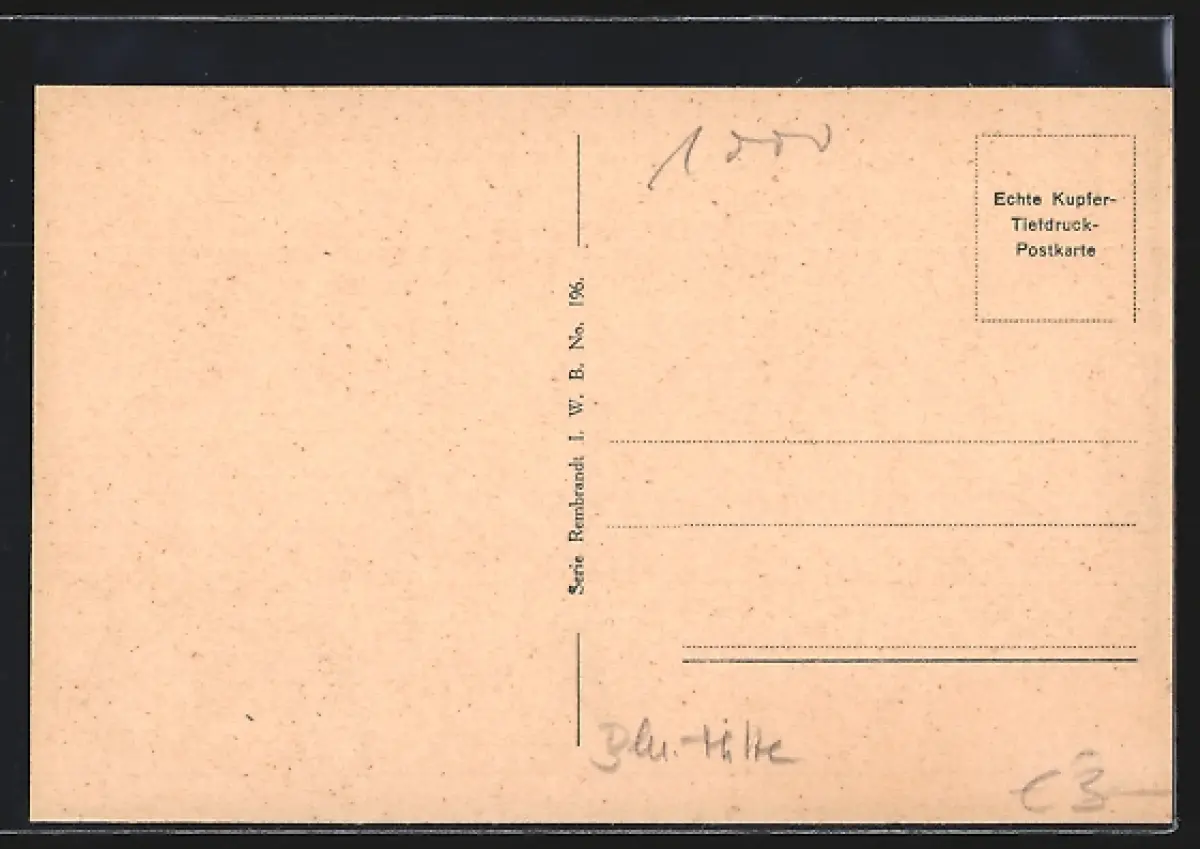 1000
Echte Kupfer-
Tiefdruck-
Postkarte
Serie Rembrandt I. W. B. No. 196.